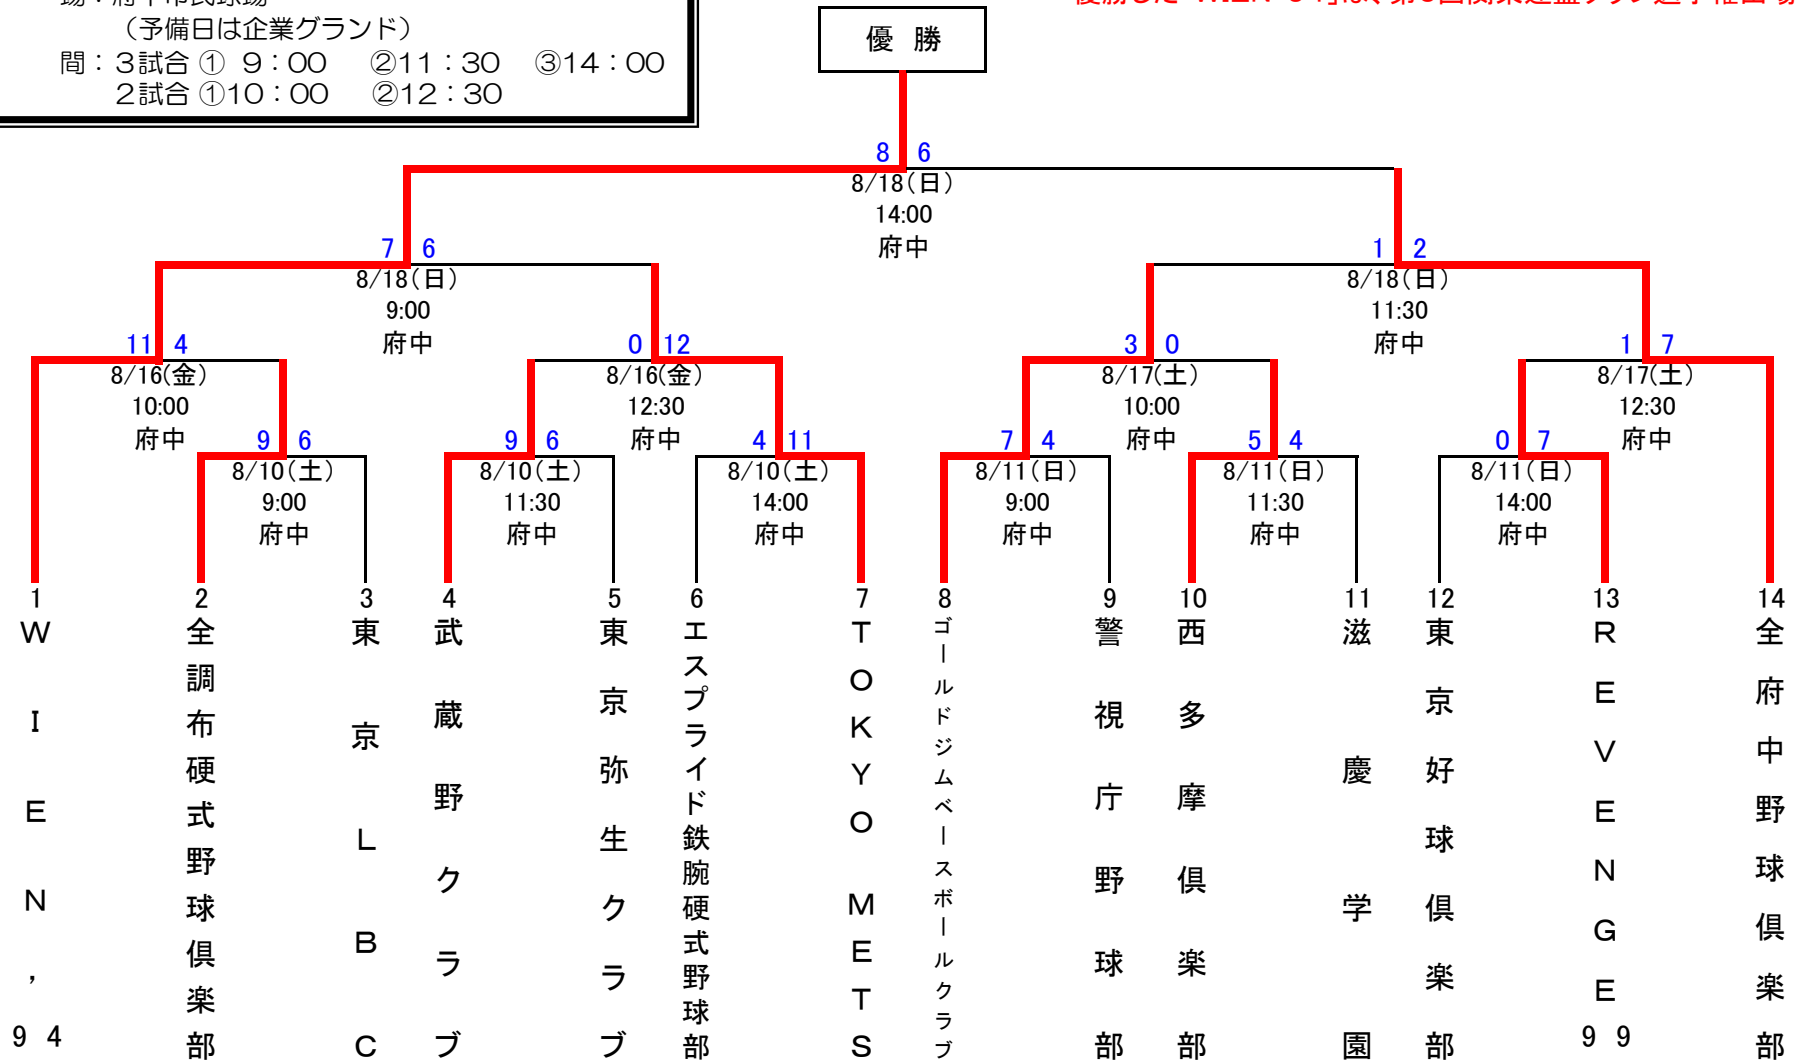 (予備日は企業グランド)
間：3試合 ① 9：00 ②11：30 ③14：00
2試合 ①10：00 ②12：30
優 勝
8 6
8/18(日)
14:00
府中
7 6
8/18(日)
9:00
府中
1 2
8/18(日)
11:30
府中
11 4
8/16(金)
10:00
府中
0 12
8/16(金)
12:30
府中
3 0
8/17(土)
10:00
府中
1 7
8/17(土)
12:30
府中
9 6
8/10(土)
9:00
府中
9 6
8/10(土)
11:30
府中
4 11
8/10(土)
14:00
府中
7 4
8/11(日)
9:00
府中
5 4
8/11(日)
11:30
府中
0 7
8/11(日)
14:00
府中
1
WIEN,94
2
全調布硬式野球倶楽部
3
東京LBC
4
武蔵野クラブ
5
東京弥生クラブ
6
エスプライド鉄腕硬式野球部
7
TOKYO METS
8
ゴールドジムベースボールクラブ
9
警視庁野球部
10
西多摩倶楽部
11
滋慶学園
12
東京好球倶楽部
13
REVENGE99
14
全府中野球倶楽部